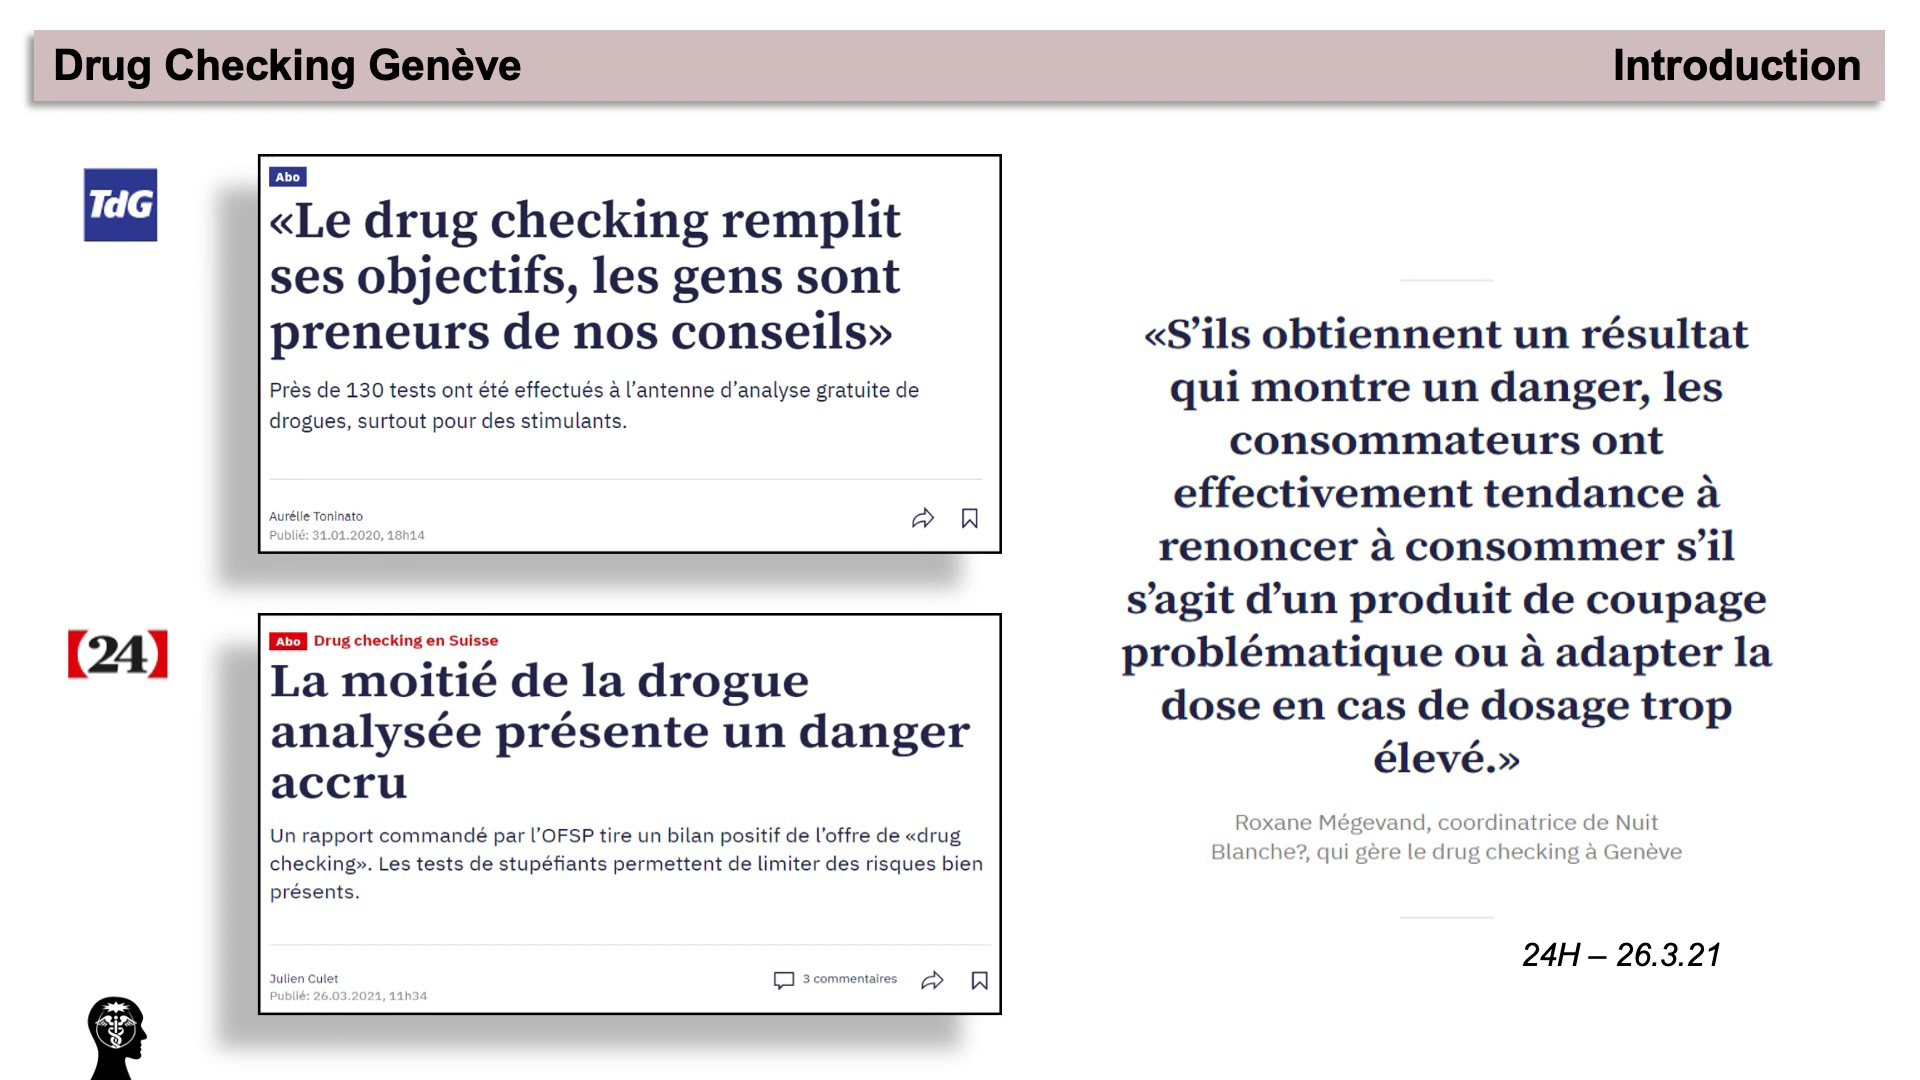 Drug Checking Genève
Introduction
TdG
Abo
«Le drug checking remplit
ses objectifs, les gens sont
preneurs de nos conseils»
Près de 130 tests ont été effectués à l’antenne d’analyse gratuite de
drogues, surtout pour des stimulants.
Aurélie Toninato
Publié: 31.01.2020, 18h14
(24)
Abo Drug checking en Suisse
La moitié de la drogue
analysée présente un danger
accru
Un rapport commandé par l’OFSP tire un bilan positif de l’offre de «drug
checking». Les tests de stupéfiants permettent de limiter des risques bien
présents.
Julien Culet
Publié: 26.03.2021, 11h34
3 commentaires
«S’ils obtiennent un résultat
qui montre un danger, les
consommateurs ont
effectivement tendance à
renoncer à consommer s’il
s’agit d’un produit de coupage
problématique ou à adapter la
dose en cas de dosage trop
élevé.»
Roxane Mégevand, coordinatrice de Nuit
Blanche?, qui gère le drug checking à Genève
24H – 26.3.21